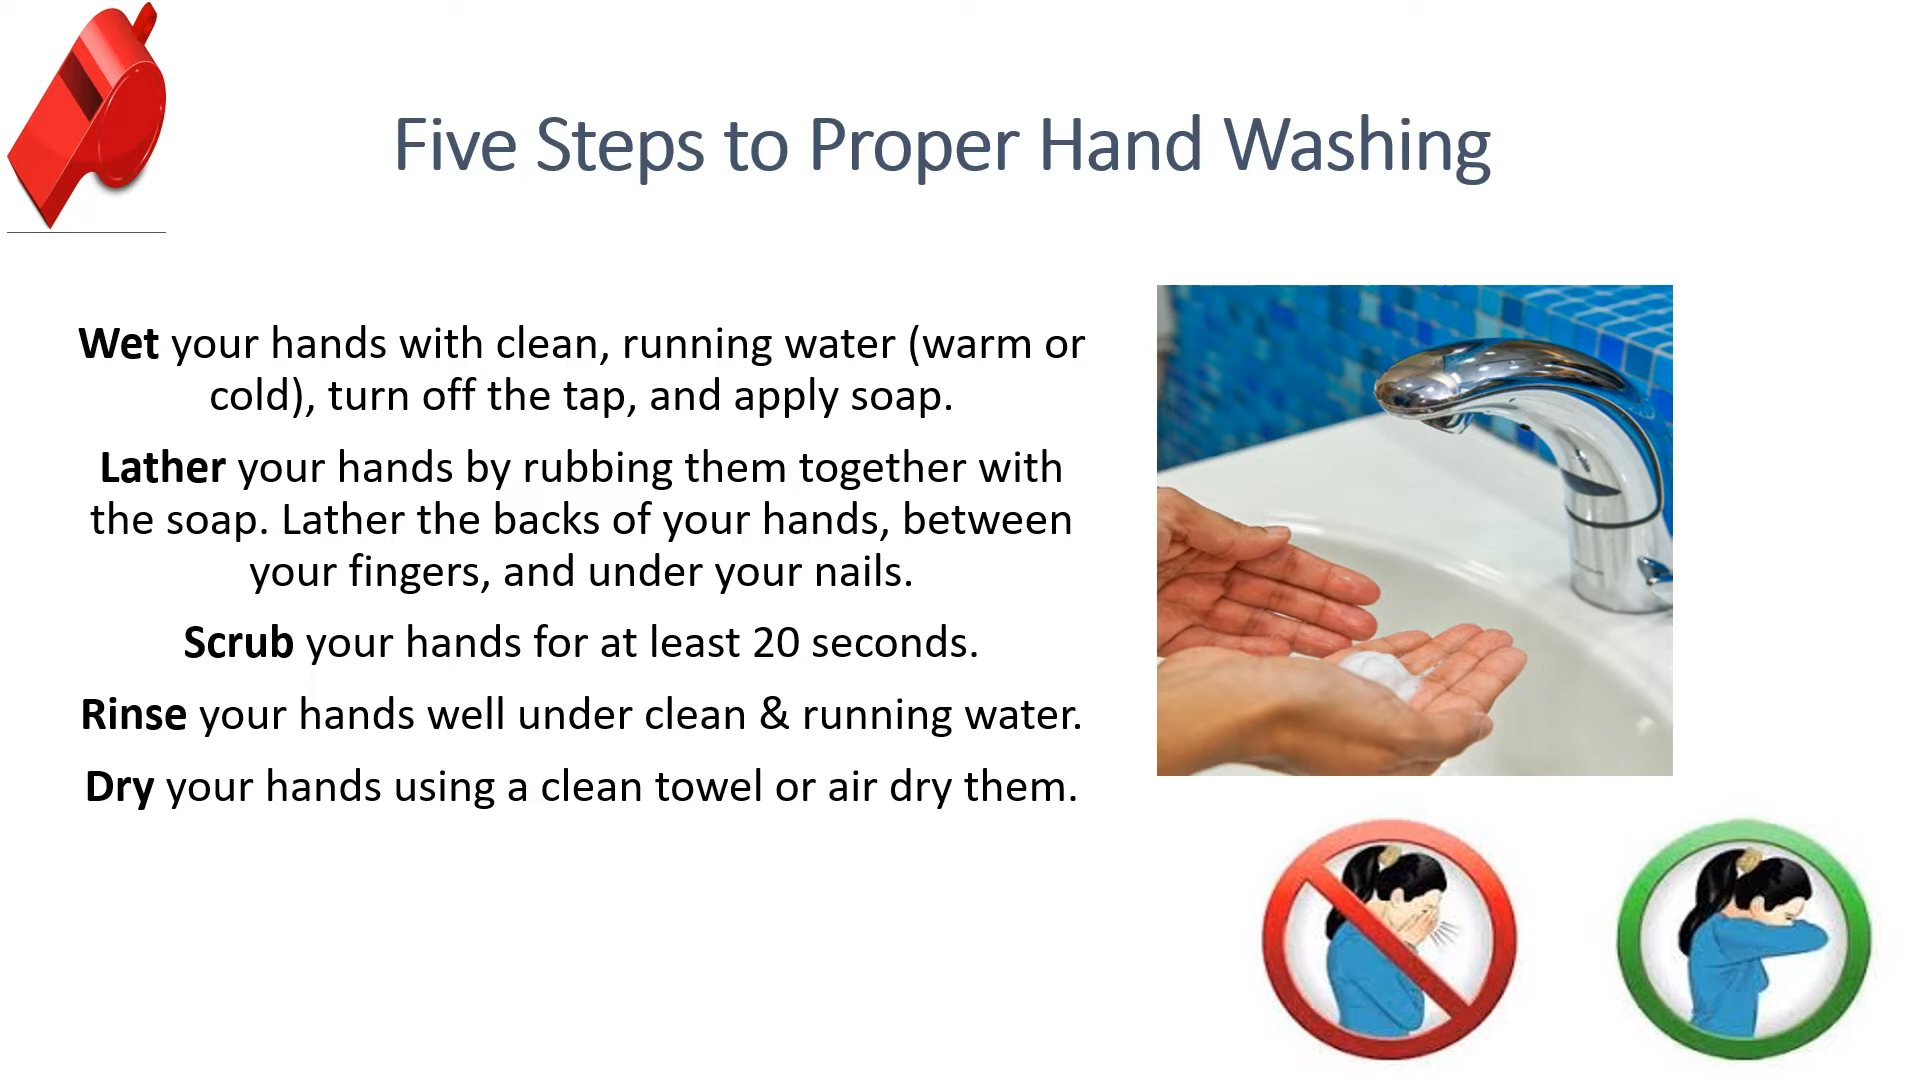 Five Steps to Proper Hand Washing
Wet your hands with clean, running water (warm or
cold), turn off the tap, and apply soap.
Lather your hands by rubbing them together with
the soap. Lather the backs of your hands, between
your fingers, and under your nails.
Scrub your hands for at least 20 seconds.
Rinse your hands well under clean & running water.
Dry your hands using a clean towel or air dry them.